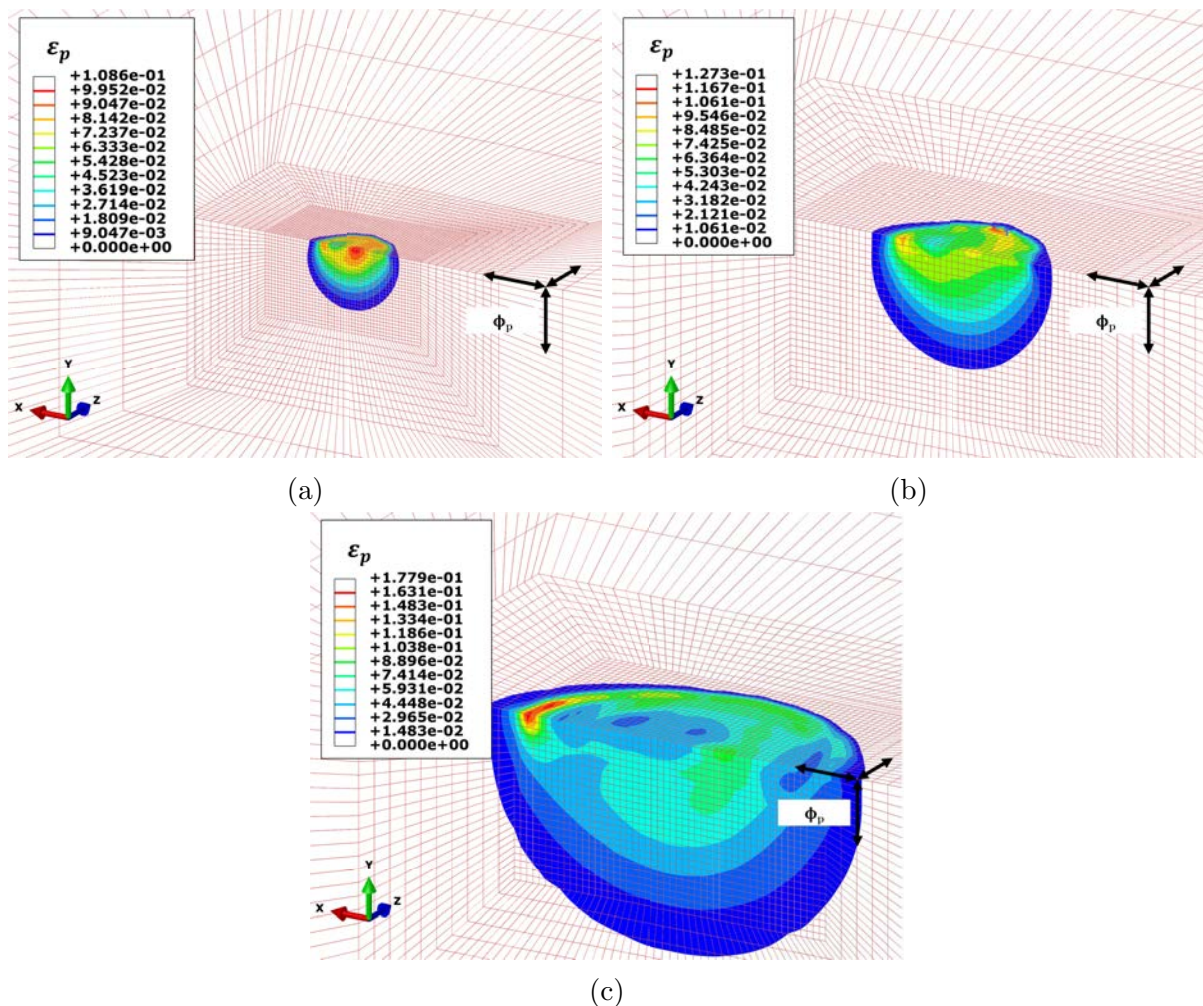 εₚ
+1.086e-01
+9.952e-02
+9.047e-02
+8.142e-02
+7.237e-02
+6.333e-02
+5.428e-02
+4.523e-02
+3.619e-02
+2.714e-02
+1.809e-02
+9.047e-03
+0.000e+00
ϕₚ
Y
X
Z
(a)
εₚ
+1.273e-01
+1.167e-01
+1.061e-01
+9.546e-02
+8.485e-02
+7.425e-02
+6.364e-02
+5.303e-02
+4.243e-02
+3.182e-02
+2.121e-02
+1.061e-02
+0.000e+00
ϕₚ
Y
X
Z
(b)
εₚ
+1.779e-01
+1.631e-01
+1.483e-01
+1.334e-01
+1.186e-01
+1.038e-01
+8.896e-02
+7.414e-02
+5.931e-02
+4.448e-02
+2.965e-02
+1.483e-02
+0.000e+00
ϕₚ
Y
X
Z
(c)